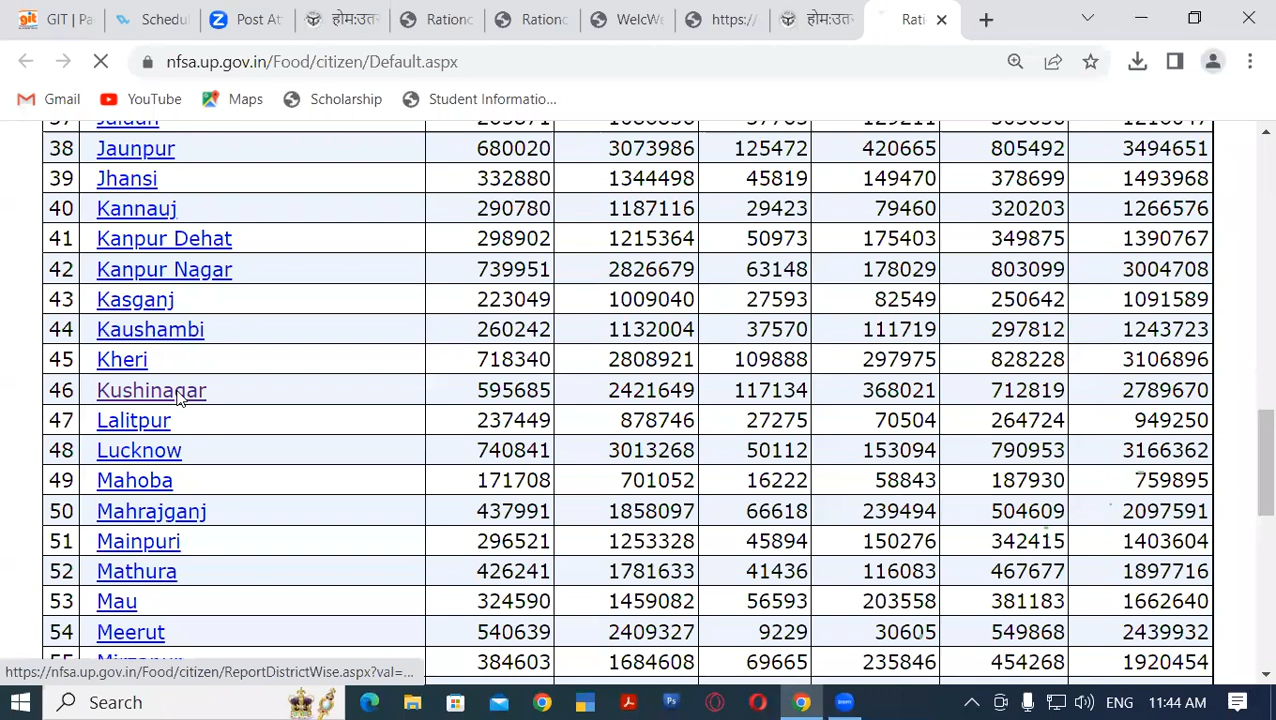 GIT | Pa
Schedul
Post At
होम:उत
Rationc
Rationc
WelcWe
https:/
होम:उत
Rati
nfsa.up.gov.in/Food/citizen/Default.aspx
Gmail YouTube Maps Scholarship Student Informatio...
38 Jaunpur 680020 3073986 125472 420665 805492 3494651
39 Jhansi 332880 1344498 45819 149470 378699 1493968
40 Kannauj 290780 1187116 29423 79460 320203 1266576
41 Kanpur Dehat 298902 1215364 50973 175403 349875 1390767
42 Kanpur Nagar 739951 2826679 63148 178029 803099 3004708
43 Kasganj 223049 1009040 27593 82549 250642 1091589
44 Kaushambi 260242 1132004 37570 111719 297812 1243723
45 Kheri 718340 2808921 109888 297975 828228 3106896
46 Kushinagar 595685 2421649 117134 368021 712819 2789670
47 Lalitpur 237449 878746 27275 70504 264724 949250
48 Lucknow 740841 3013268 50112 153094 790953 3166362
49 Mahoba 171708 701052 16222 58843 187930 759895
50 Mahrajganj 437991 1858097 66618 239494 504609 2097591
51 Mainpuri 296521 1253328 45894 150276 342415 1403604
52 Mathura 426241 1781633 41436 116083 467677 1897716
53 Mau 324590 1459082 56593 203558 381183 1662640
54 Meerut 540639 2409327 9229 30605 549868 2439932
384603 1684608 69665 235846 454268 1920454
https://nfsa.up.gov.in/Food/citizen/ReportDistrictWise.aspx?val=...
Search ENG 11:44 AM